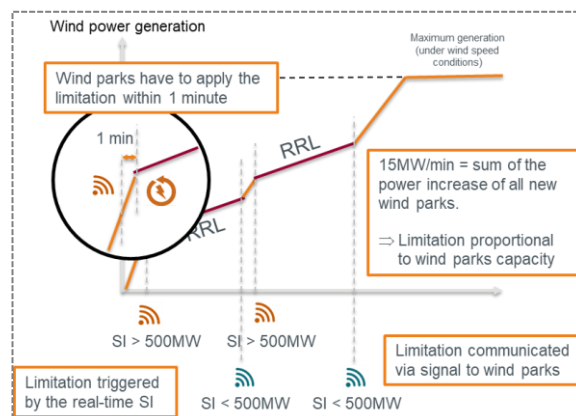 Wind power generation
Maximum generation
(under wind speed
conditions)
Wind parks have to apply the
limitation within 1 minute
1 min
RRL
RRL
15MW/min = sum of the
power increase of all new
wind parks.
⇒ Limitation proportional
to wind parks capacity
SI > 500MW
SI > 500MW
Limitation communicated
via signal to wind parks
Limitation triggered
by the real-time SI
SI < 500MW
SI < 500MW